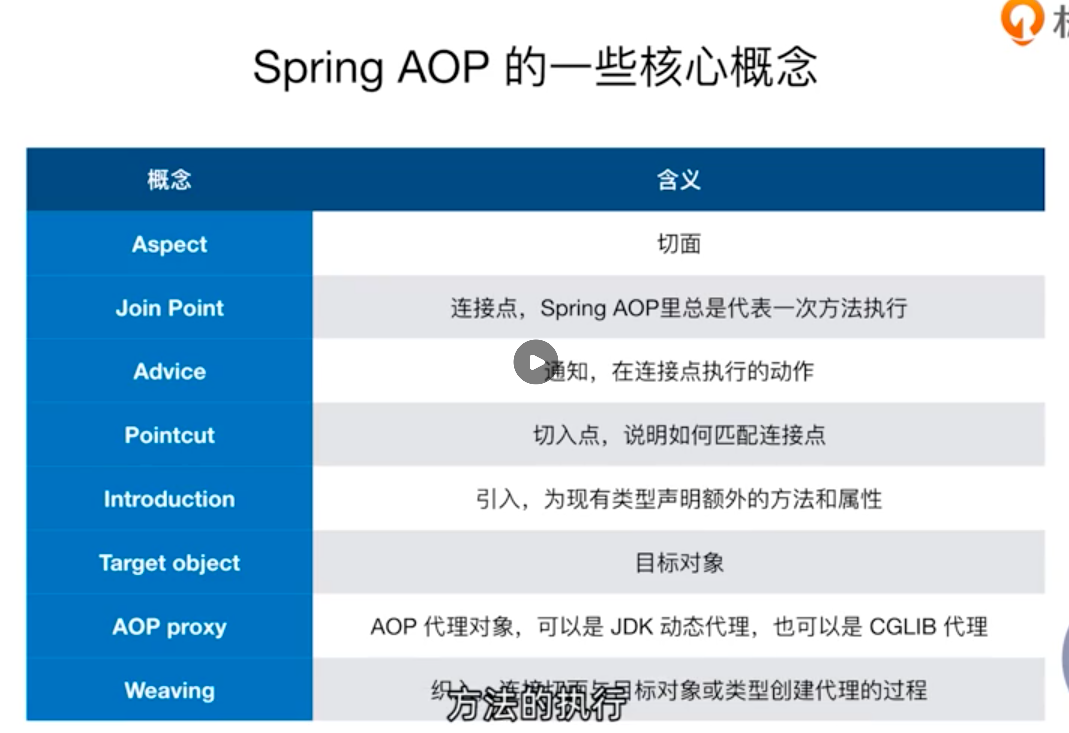 Spring AOP 的一些核心概念
概念 含义
Aspect 切面
Join Point 连接点，Spring AOP里总是代表一次方法执行
Advice 通知，在连接点执行的动作
Pointcut 切入点，说明如何匹配连接点
Introduction 引入，为现有类型声明额外的方法和属性
Target object 目标对象
AOP proxy AOP 代理对象，可以是 JDK 动态代理，也可以是 CGLIB 代理
Weaving 织入，连接切面与目标对象或类型创建代理的过程
方法的执行